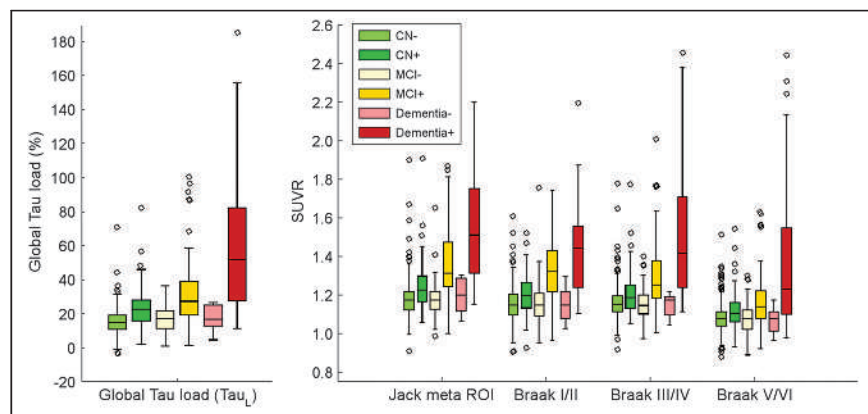 Global Tau load (%)
180
160
140
120
100
80
60
40
20
0
-20
Global Tau load (Tau_L)
SUVR
2.6
2.4
2.2
2.0
1.8
1.6
1.4
1.2
1.0
0.8
CN-
CN+
MCI-
MCI+
Dementia-
Dementia+
Jack meta ROI
Braak I/II
Braak III/IV
Braak V/VI